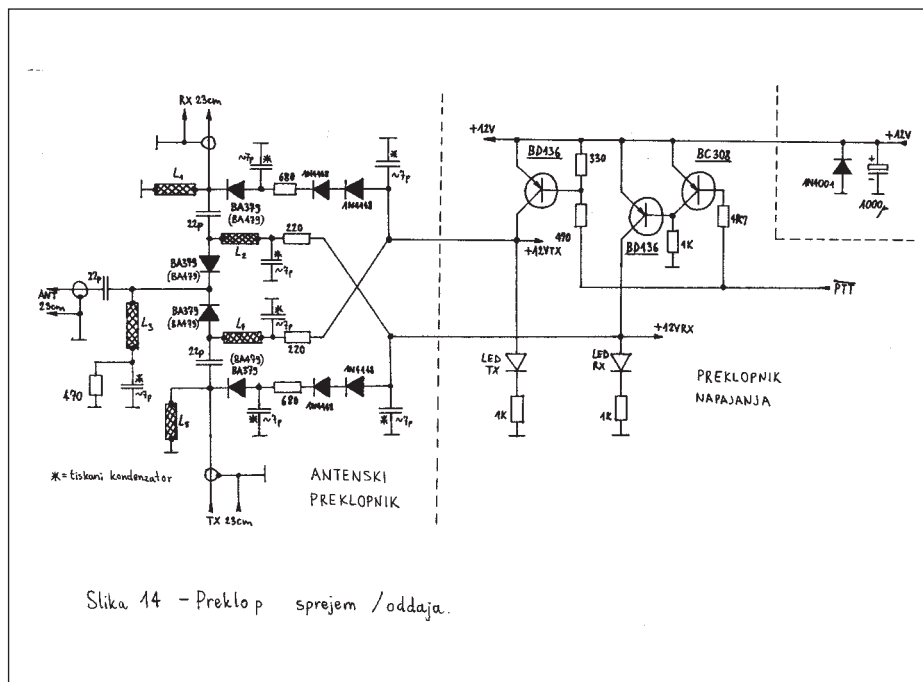 RX 23cm
+12V
+12V
BD136
330
BC308
*
~7p
*
~7p
680
1N4148
1N4148
L1
BA379
(BA479)
1N4001
+
1000µ
22p
490
4K7
L2
220
BD136
1K
BA379
(BA479)
*
~7p
+12VTX
22p
ANT
23cm
PTT
BA379
(BA479)
*
~7p
L3
L4
220
+12VRX
22p
(BA479)
BA379
1N4148
LED
TX
LED
RX
PREKLOPNIK
NAPAJANJA
470
*
~7p
680
1N4148
L5
*
~7p
*
~7p
1K
1K
*=tiskani kondenzator
ANTENSKI
PREKLOPNIK
TX 23cm
Slika 14 - Preklop sprejem / oddaja.